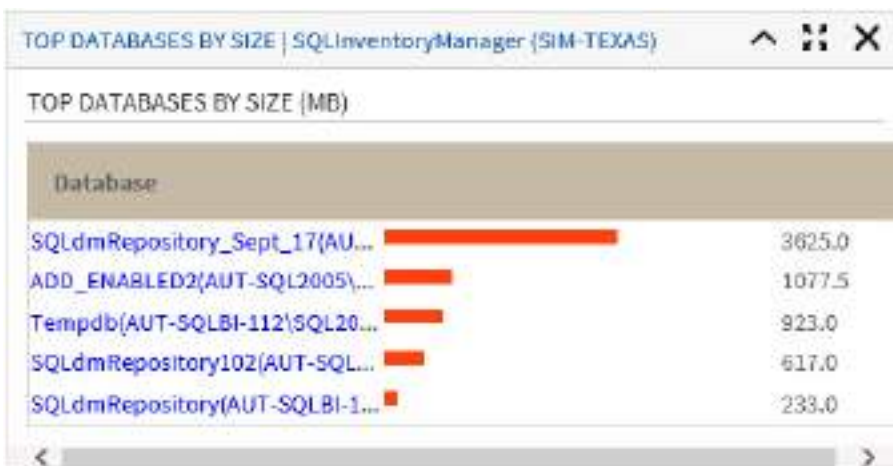 TOP DATABASES BY SIZE | SQLInventoryManager (SIM-TEXAS)
TOP DATABASES BY SIZE (MB)
Database
SQLdmRepository_Sept_17(AU... 3625.0
ADD_ENABLED2(AUT-SQL2005\... 1077.5
Tempdb(AUT-SQLBI-112\SQL20... 923.0
SQLdmRepository102(AUT-SQL... 617.0
SQLdmRepository(AUT-SQLBI-1... 233.0